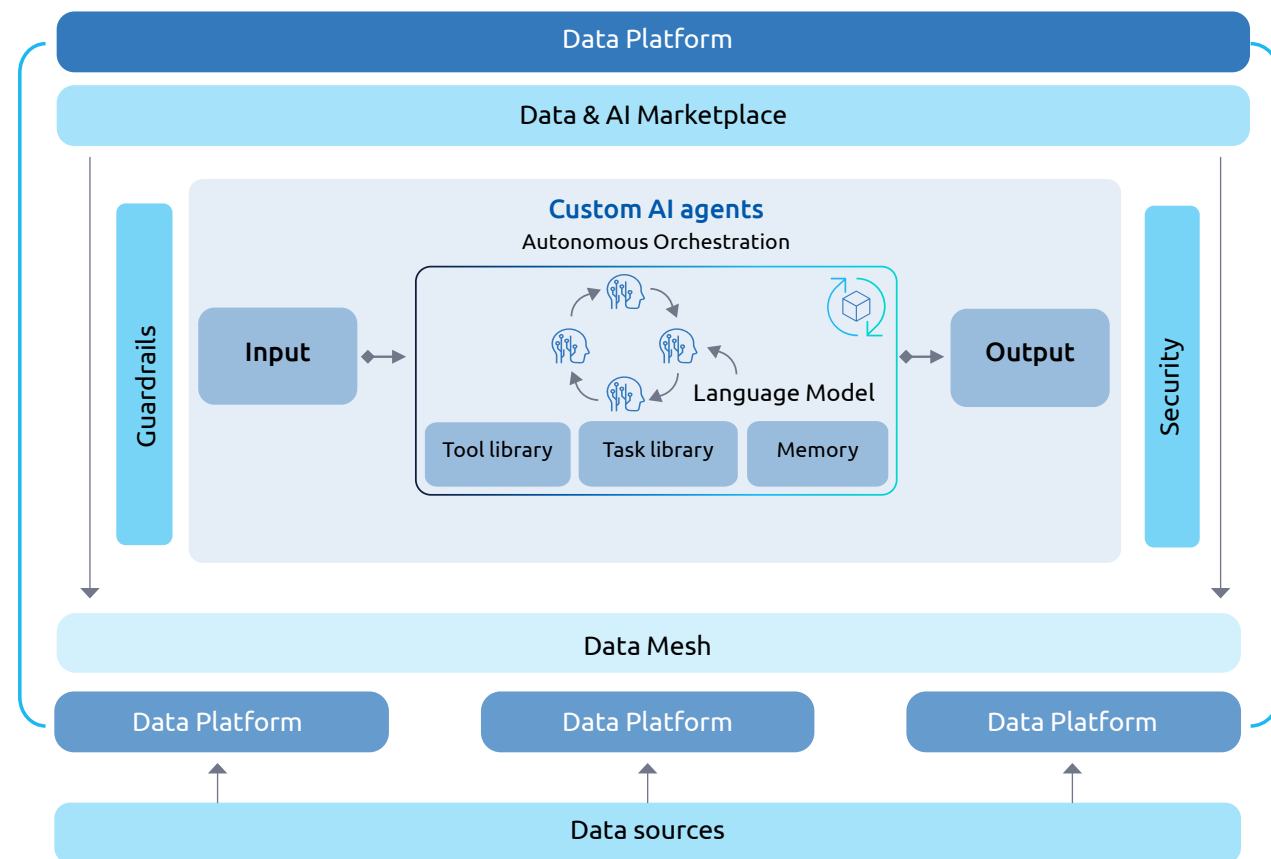 Data Platform
Data & AI Marketplace
Custom AI agents
Autonomous Orchestration
Guardrails
Input
Language Model
Tool library
Task library
Memory
Output
Security
Data Mesh
Data Platform
Data Platform
Data Platform
Data sources